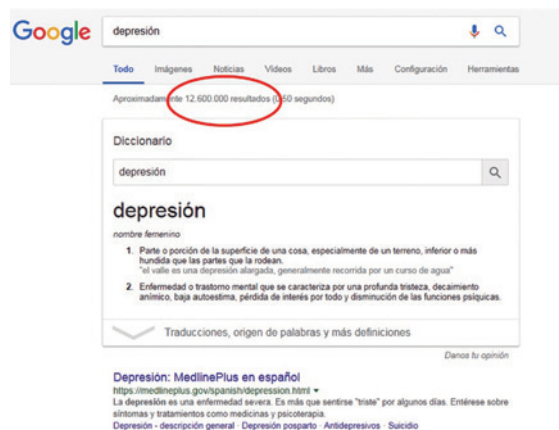 Google
depresión
Todo Imágenes Noticias Vídeos Libros Más Configuración Herramientas
Aproximadamente 12.600.000 resultados (0,50 segundos)
Diccionario
depresión
depresión
nombre femenino
1. Parte o porción de la superficie de una cosa, especialmente de un terreno, inferior o más
hundida que las partes que la rodean.
"el valle es una depresión alargada, generalmente recorrida por un curso de agua"
2. Enfermedad o trastorno mental que se caracteriza por una profunda tristeza, decaimiento
anímico, baja autoestima, pérdida de interés por todo y disminución de las funciones psíquicas.
Traducciones, origen de palabras y más definiciones
Danos tu opinión
Depresión: MedlinePlus en español
https://medlineplus.gov/spanish/depression.html
La depresión es una enfermedad severa. Es más que sentirse "triste" por algunos días. Entérese sobre
síntomas y tratamientos como medicinas y psicoterapia.
Depresión - descripción general · Depresión posparto · Antidepresivos · Suicidio